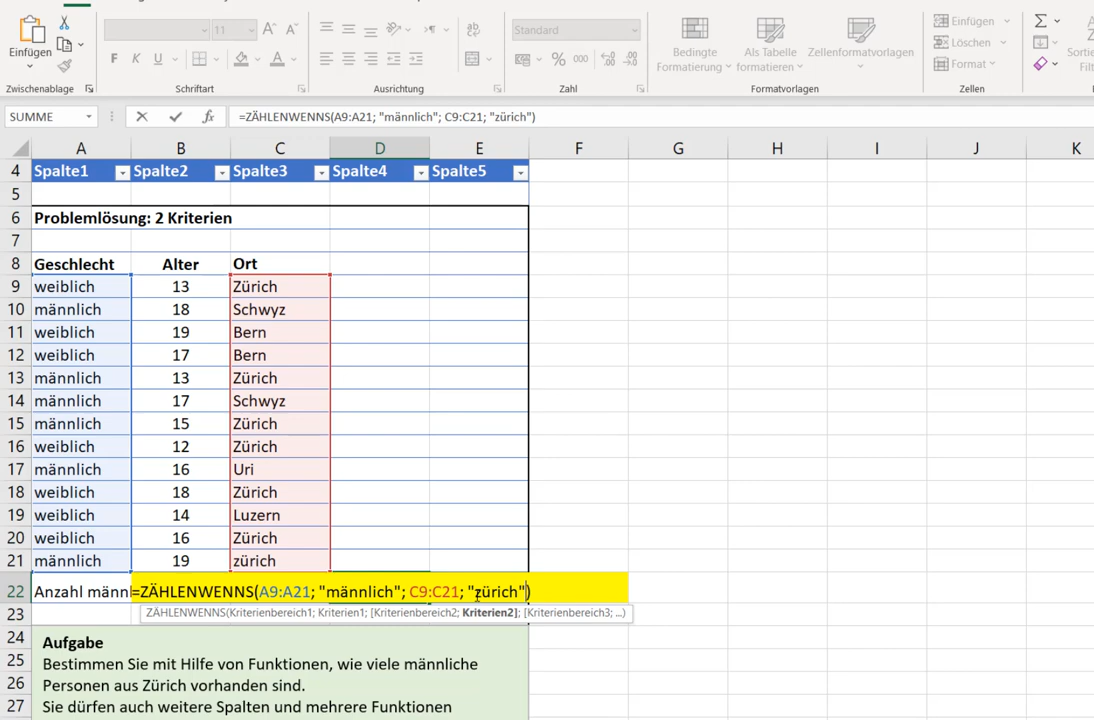 11
Standard
Einfügen
Einfügen
Löschen
Format
Bedingte Formatierung
Als Tabelle formatieren
Zellenformatvorlagen
F K U
A
% 000
Σ
Zwischenablage
Schriftart
Ausrichtung
Zahl
Formatvorlagen
Zellen
SUMME
fx
=ZÄHLENWENNS(A9:A21; "männlich"; C9:C21; "zürich")
A B C D E F G H I J K
4 Spalte1 Spalte2 Spalte3 Spalte4 Spalte5
5
6 Problemlösung: 2 Kriterien
7
8 Geschlecht Alter Ort
9 weiblich 13 Zürich
10 männlich 18 Schwyz
11 weiblich 19 Bern
12 weiblich 17 Bern
13 männlich 13 Zürich
14 männlich 17 Schwyz
15 männlich 15 Zürich
16 weiblich 12 Zürich
17 männlich 16 Uri
18 weiblich 18 Zürich
19 weiblich 14 Luzern
20 weiblich 16 Zürich
21 männlich 19 zürich
22 Anzahl männl =ZÄHLENWENNS(A9:A21; "männlich"; C9:C21; "zürich")
ZÄHLENWENNS(Kriterienbereich1; Kriterien1; [Kriterienbereich2; Kriterien2]; [Kriterienbereich3; ...)
23
24 Aufgabe
25 Bestimmen Sie mit Hilfe von Funktionen, wie viele männliche
26 Personen aus Zürich vorhanden sind.
27 Sie dürfen auch weitere Spalten und mehrere Funktionen